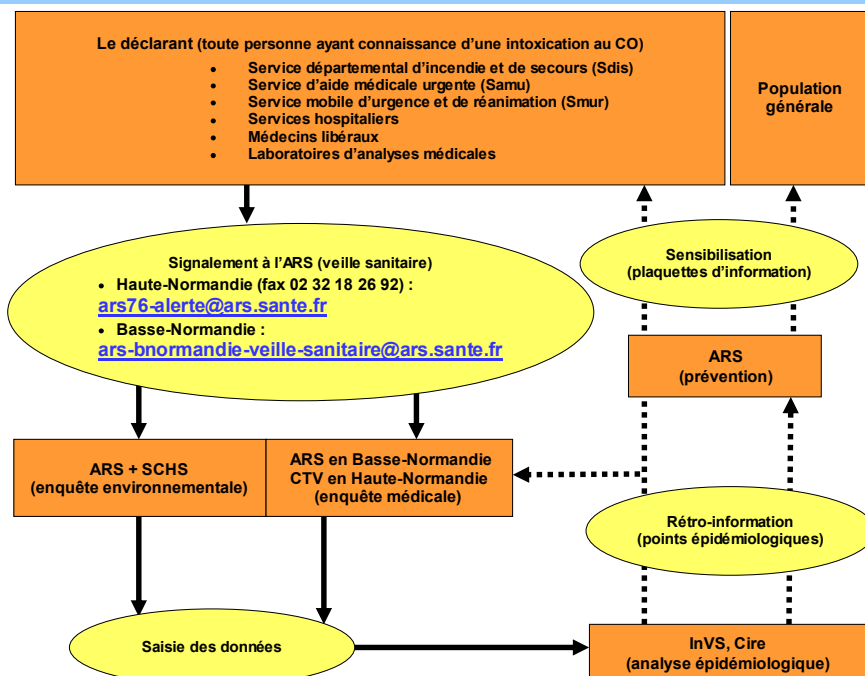 Le déclarant (toute personne ayant connaissance d'une intoxication au CO)
• Service départemental d'incendie et de secours (Sdis)
• Service d'aide médicale urgente (Samu)
• Service mobile d'urgence et de réanimation (Smur)
• Services hospitaliers
• Médecins libéraux
• Laboratoires d'analyses médicales
Population
générale
Signalement à l'ARS (veille sanitaire)
• Haute-Normandie (fax 02 32 18 26 92) :
ars76-alerte@ars.sante.fr
• Basse-Normandie :
ars-bnormandie-veille-sanitaire@ars.sante.fr
Sensibilisation
(plaquettes d'information)
ARS
(prévention)
ARS + SCHS
(enquête environnementale)
ARS en Basse-Normandie
CTV en Haute-Normandie
(enquête médicale)
Rétro-information
(points épidémiologiques)
Saisie des données
InVS, Cire
(analyse épidémiologique)